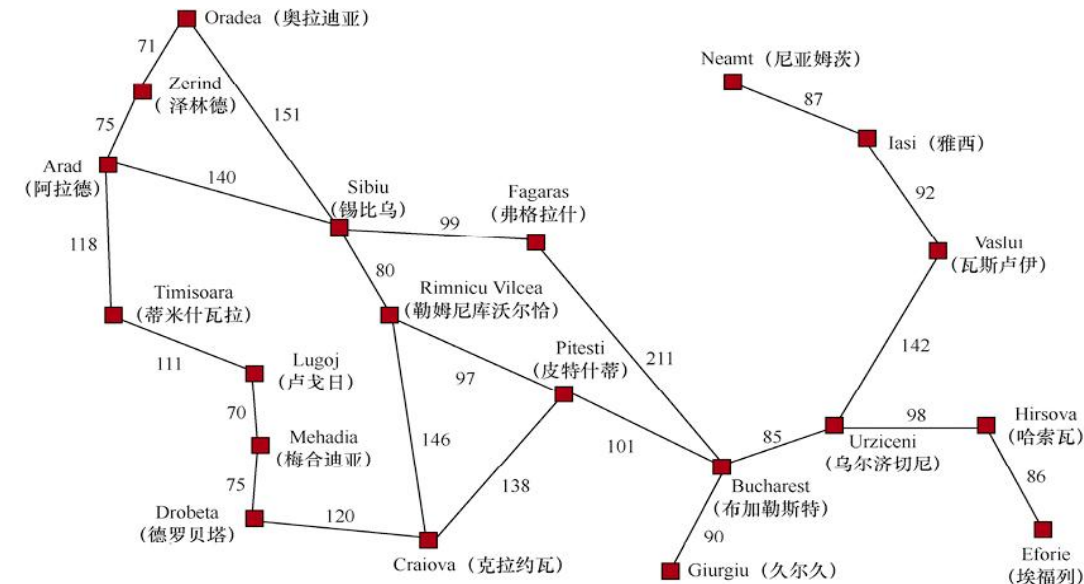 Oradea（奥拉迪亚）
71
Zerind
（ 泽林德）
151
75
Arad
（阿拉德）
140
Sibiu
（锡比乌）
99
Fagaras
（弗格拉什）
118
80
Timisoara
（蒂米什瓦拉）
Rimnicu Vilcea
（勒姆尼库沃尔恰）
111
Lugoj
（卢戈日）
97
Pitesti
（皮特什蒂）
211
70
Mehadia
（梅合迪亚）
146
101
75
138
Drobeta
（德罗贝塔）
120
Craiova（克拉约瓦）
Neamt（尼亚姆茨）
87
Iasi（雅西）
92
Vaslui
（瓦斯卢伊）
142
85
Urziceni
（乌尔济切尼）
98
Hirsova
（哈索瓦）
86
Bucharest
（布加勒斯特）
90
Giurgiu（久尔久）
Eforie
（埃福列）